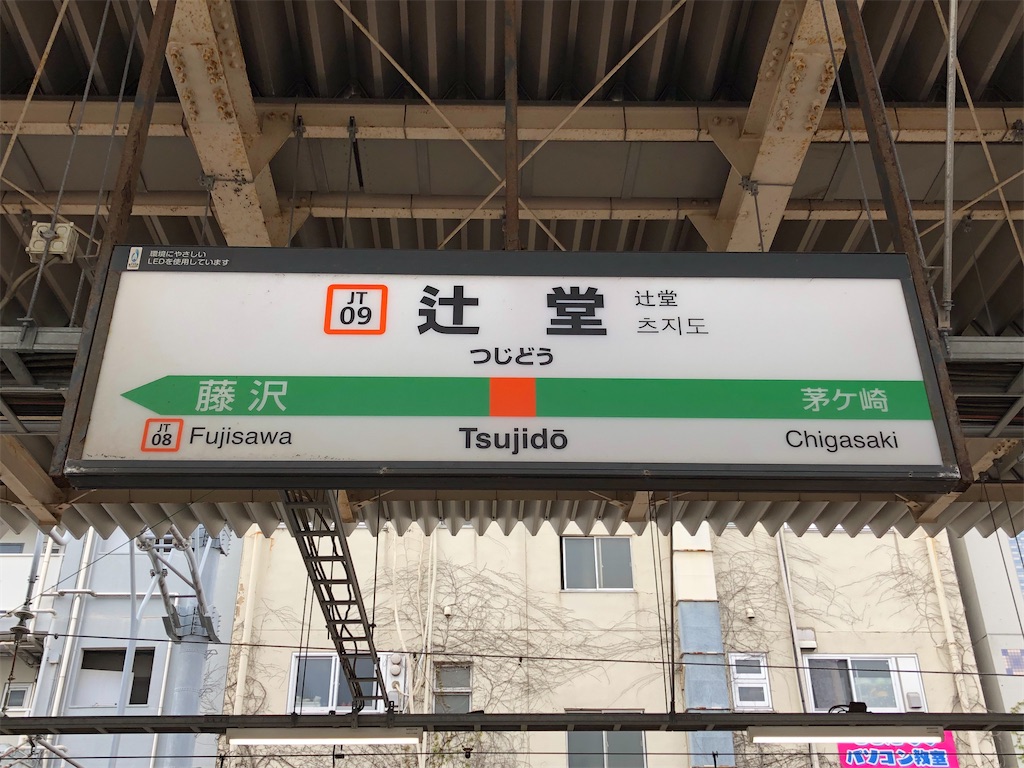 環境にやさしい
LEDを使用しています
JT
09
辻 堂
辻堂
츠지도
つじどう
藤沢
茅ケ崎
JT
08
Fujisawa
Tsujidō
Chigasaki
パソコン教室